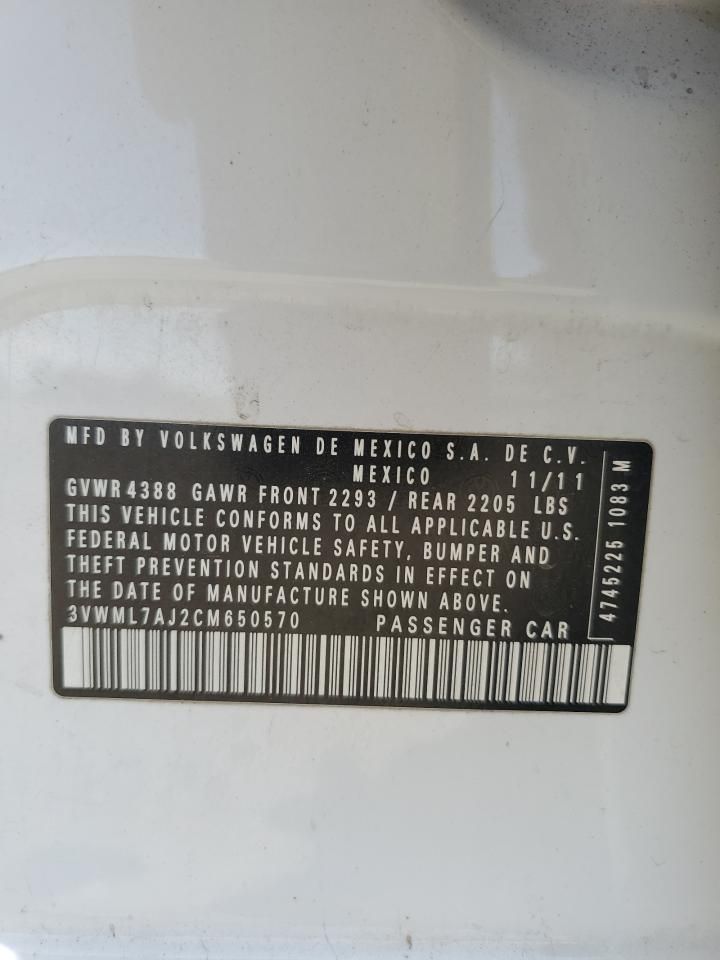 MFD BY VOLKSWAGEN DE MEXICO S.A. DE C.V.
MEXICO 11/11
GVWR 4388 GAWR FRONT 2293 / REAR 2205 LBS
THIS VEHICLE CONFORMS TO ALL APPLICABLE U.S.
FEDERAL MOTOR VEHICLE SAFETY, BUMPER AND
THEFT PREVENTION STANDARDS IN EFFECT ON
THE DATE OF MANUFACTURE SHOWN ABOVE.
3VWML7AJ2CM650570 PASSENGER CAR
4745225 1083 M